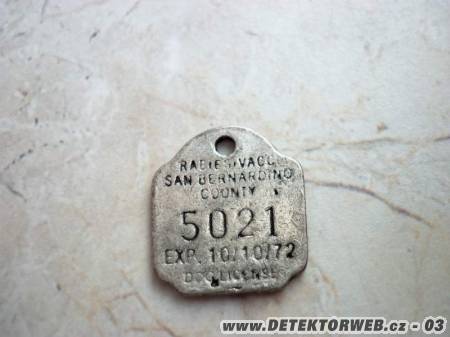 RABIES/VACC.
SAN BERNARDINO
COUNTY
5021
EXP. 10/10/72
DOG LICENSE
www.DETEKTORWEB.cz - 03